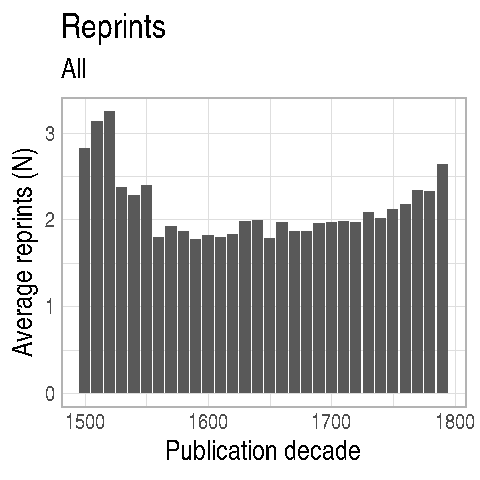 Reprints
All
Average reprints (N)
3
2
1
0
1500 1600 1700 1800
Publication decade